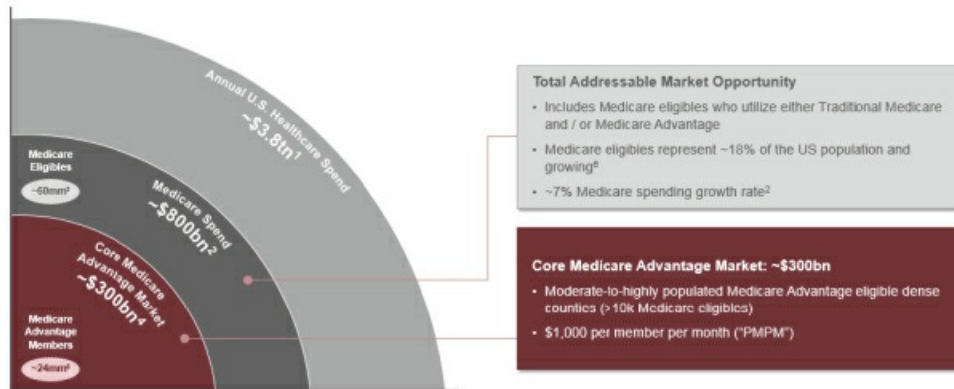 Annual U.S. Healthcare Spend
~$3.8tn¹
Medicare
Eligibles
~60mm²
Medicare Spend
~$800bn²
Core Medicare
Advantage Market
~$300bn⁴
Medicare
Advantage
Members
Total Addressable Market Opportunity
• Includes Medicare eligibles who utilize either Traditional Medicare
and / or Medicare Advantage
• Medicare eligibles represent ~18% of the US population and
growing
• ~7% Medicare spending growth rate²
Core Medicare Advantage Market: ~$300bn
• Moderate-to-highly populated Medicare Advantage eligible dense
counties (>10k Medicare eligibles)
• $1,000 per member per month ("PMPM")
~24mm